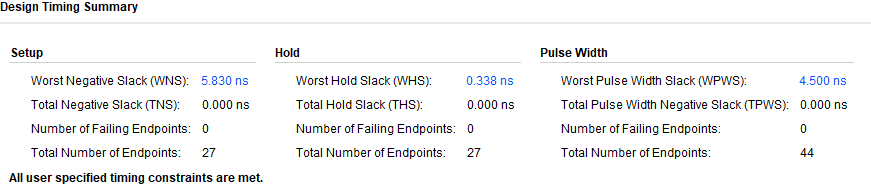 Design Timing Summary
Setup Hold Pulse Width
Worst Negative Slack (WNS): 5.830 ns Worst Hold Slack (WHS): 0.338 ns Worst Pulse Width Slack (WPWS): 4.500 ns
Total Negative Slack (TNS): 0.000 ns Total Hold Slack (THS): 0.000 ns Total Pulse Width Negative Slack (TPWS): 0.000 ns
Number of Failing Endpoints: 0 Number of Failing Endpoints: 0 Number of Failing Endpoints: 0
Total Number of Endpoints: 27 Total Number of Endpoints: 27 Total Number of Endpoints: 44
All user specified timing constraints are met.